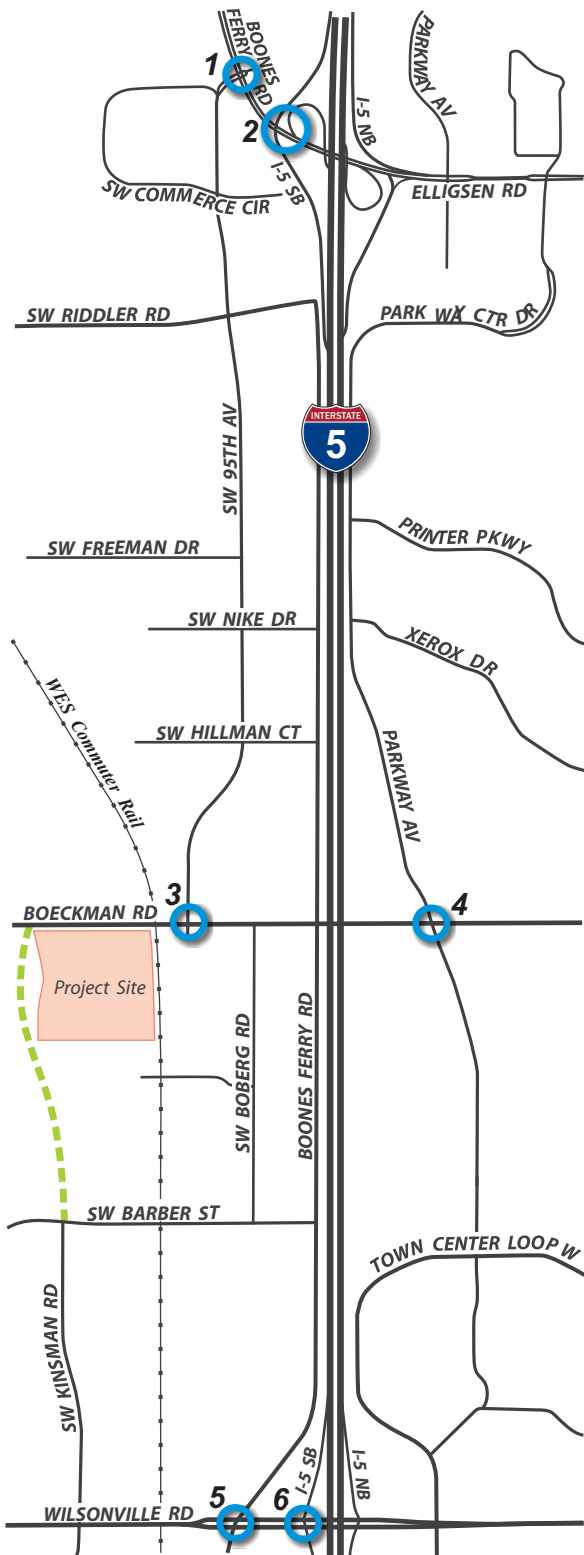 BOONES
FERRY RD
1
2
I-5 SB
I-5 NB
PARKWAY AV
ELLIGSEN RD
SW COMMERCE CIR
SW RIDDLER RD
PARK WAY CTR DR
INTERSTATE
5
SW 95TH AV
PRINTER PKWY
SW FREEMAN DR
SW NIKE DR
XEROX DR
WES Commuter Rail
SW HILLMAN CT
PARKWAY AV
3
4
BOECKMAN RD
Project Site
SW BOBERG RD
BOONES FERRY RD
SW BARBER ST
TOWN CENTER LOOP W
SW KINSMAN RD
I-5 SB
I-5 NB
5
6
WILSONVILLE RD